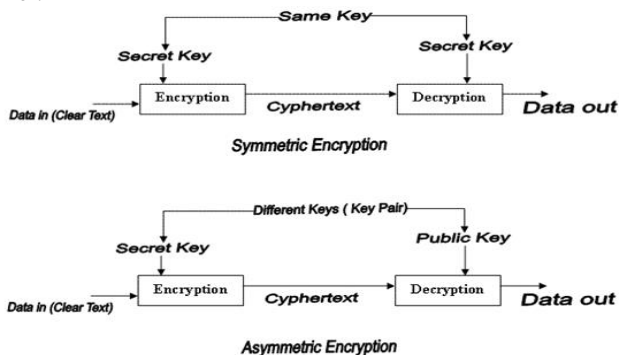 Same Key
Secret Key
Secret Key
Encryption
Decryption
Data in (Clear Text)
Cyphertext
Data out
Symmetric Encryption
Different Keys ( Key Pair)
Secret Key
Public Key
Encryption
Decryption
Data in (Clear Text)
Cyphertext
Data out
Asymmetric Encryption